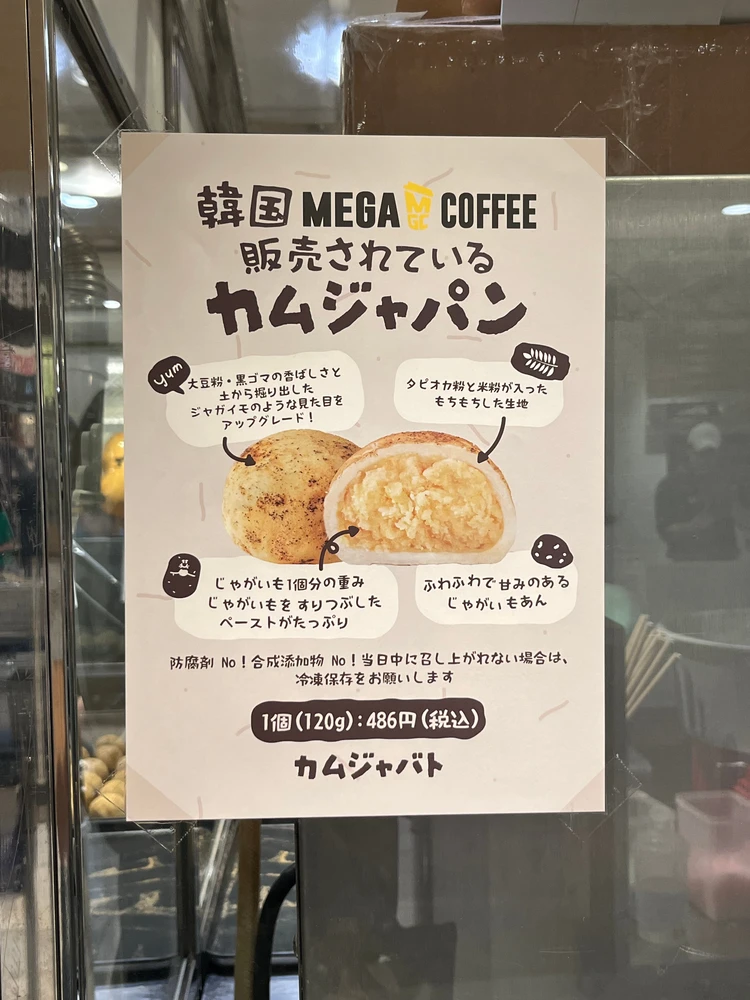 韓国 MEGA MGC COFFEE
販売されている
カムジャパン
yum
大豆粉・黒ゴマの香ばしさと
土から掘り出した
ジャガイモのような見た目を
アップグレード！
タピオカ粉と米粉が入った
もちもちした生地
じゃがいも1個分の重み
じゃがいもを すりつぶした
ペーストがたっぷり
ふわふわで甘みのある
じゃがいもあん
防腐剤 No！合成添加物 No！当日中に召し上がれない場合は、
冷凍保存をお願いします
1個(120g)：486円(税込)
カムジャバト